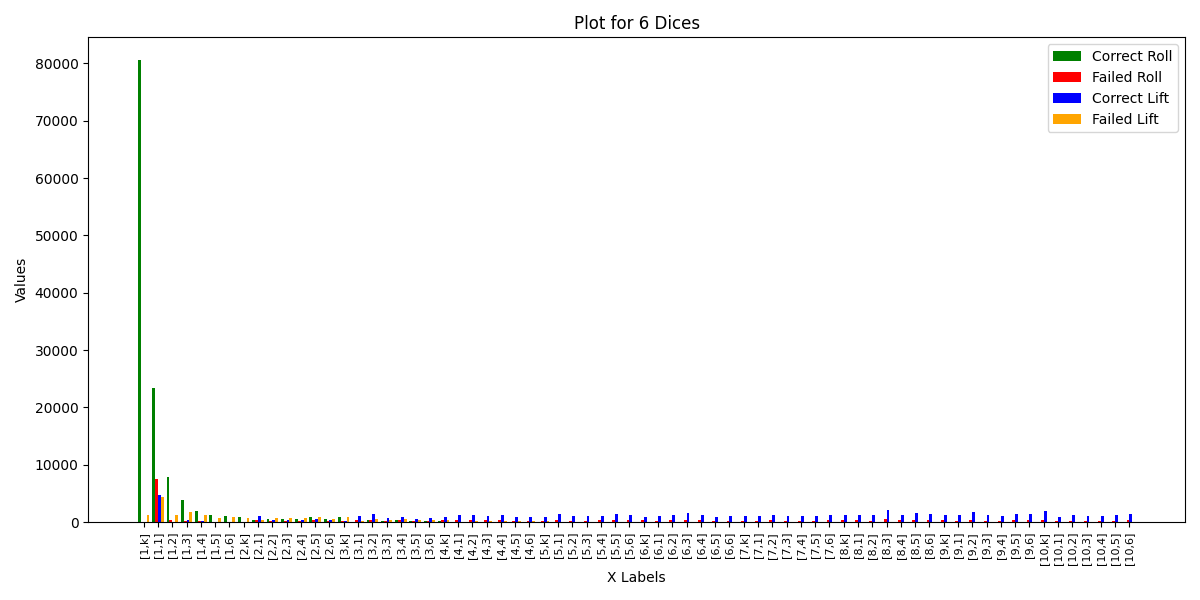 Plot for 6 Dices
Correct Roll
Failed Roll
Correct Lift
Failed Lift
80000
70000
60000
50000
40000
30000
20000
10000
0
Values
[1,k] [1,1] [1,2] [1,3] [1,4] [1,5] [1,6] [2,k] [2,1] [2,2] [2,3] [2,4] [2,5] [2,6] [3,k] [3,1] [3,2] [3,3] [3,4] [3,5] [3,6] [4,k] [4,1] [4,2] [4,3] [4,4] [4,5] [4,6] [5,k] [5,1] [5,2] [5,3] [5,4] [5,5] [5,6] [6,k] [6,1] [6,2] [6,3] [6,4] [6,5] [6,6] [7,k] [7,1] [7,2] [7,3] [7,4] [7,5] [7,6] [8,k] [8,1] [8,2] [8,3] [8,4] [8,5] [8,6] [9,k] [9,1] [9,2] [9,3] [9,4] [9,5] [9,6] [10,k] [10,1] [10,2] [10,3] [10,4] [10,5] [10,6]
X Labels